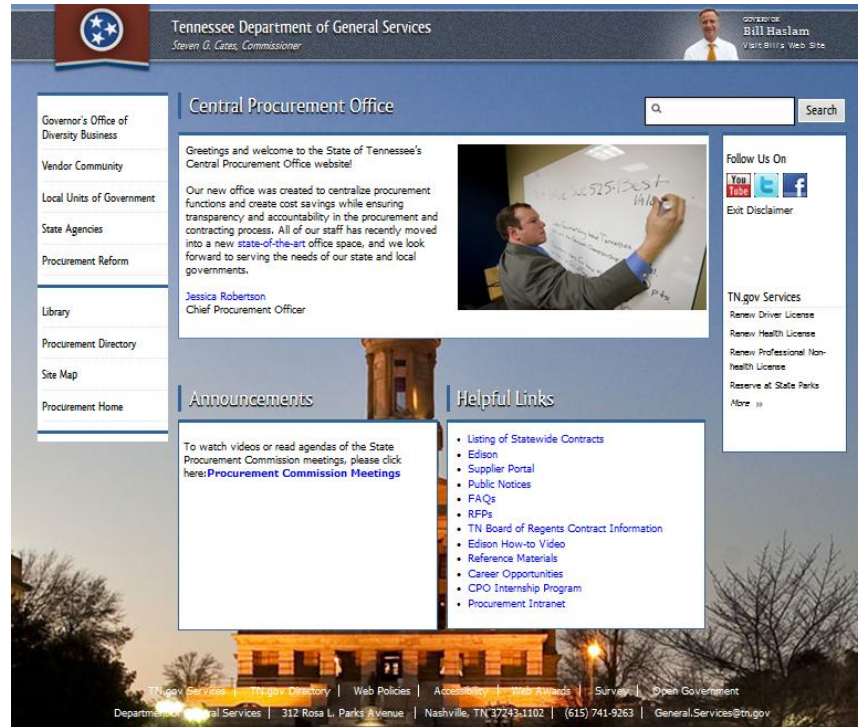 Tennessee Department of General Services
Steven G. Cates, Commissioner
GOVERNOR
Bill Haslam
Visit Bill's Web Site
Governor's Office of
Diversity Business
Vendor Community
Local Units of Government
State Agencies
Procurement Reform
Library
Procurement Directory
Site Map
Procurement Home
Central Procurement Office
Search
Greetings and welcome to the State of Tennessee's
Central Procurement Office website!
Our new office was created to centralize procurement
functions and create cost savings while ensuring
transparency and accountability in the procurement and
contracting process. All of our staff has recently moved
into a new state-of-the-art office space, and we look
forward to serving the needs of our state and local
governments.
Jessica Robertson
Chief Procurement Officer
525-Best
Follow Us On
You
Tube
Exit Disclaimer
TN.gov Services
Renew Driver License
Renew Health License
Renew Professional Non-
health License
Reserve at State Parks
More »
Announcements
To watch videos or read agendas of the State
Procurement Commission meetings, please click
here:Procurement Commission Meetings
Helpful Links
• Listing of Statewide Contracts
• Edison
• Supplier Portal
• Public Notices
• FAQs
• RFPs
• TN Board of Regents Contract Information
• Edison How-to Video
• Reference Materials
• Career Opportunities
• CPO Internship Program
• Procurement Intranet
TN.gov Services | TN.gov Directory | Web Policies | Accessibility | Web Awards | Survey | Open Government
Department of General Services | 312 Rosa L. Parks Avenue | Nashville, TN 37243-1102 | (615) 741-9263 | General.Services@tn.gov